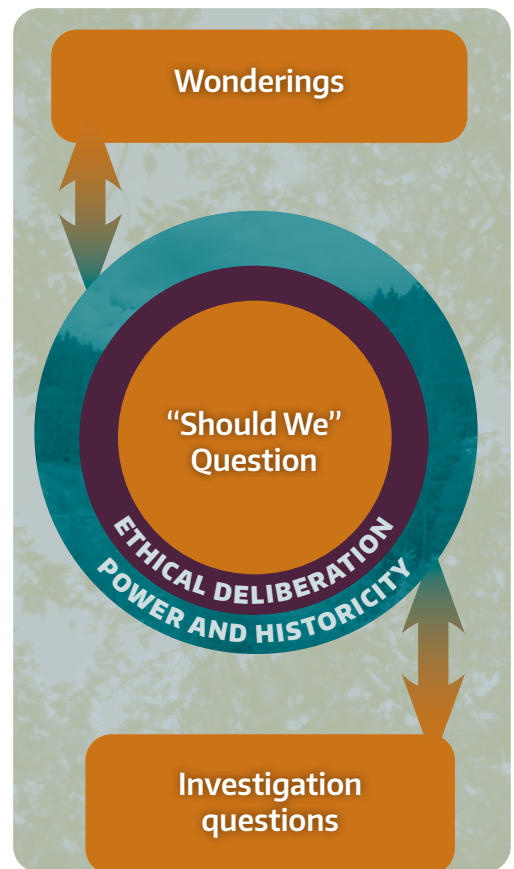 Wonderings
“Should We”
Question
ETHICAL DELIBERATION
POWER AND HISTORICITY
Investigation
questions